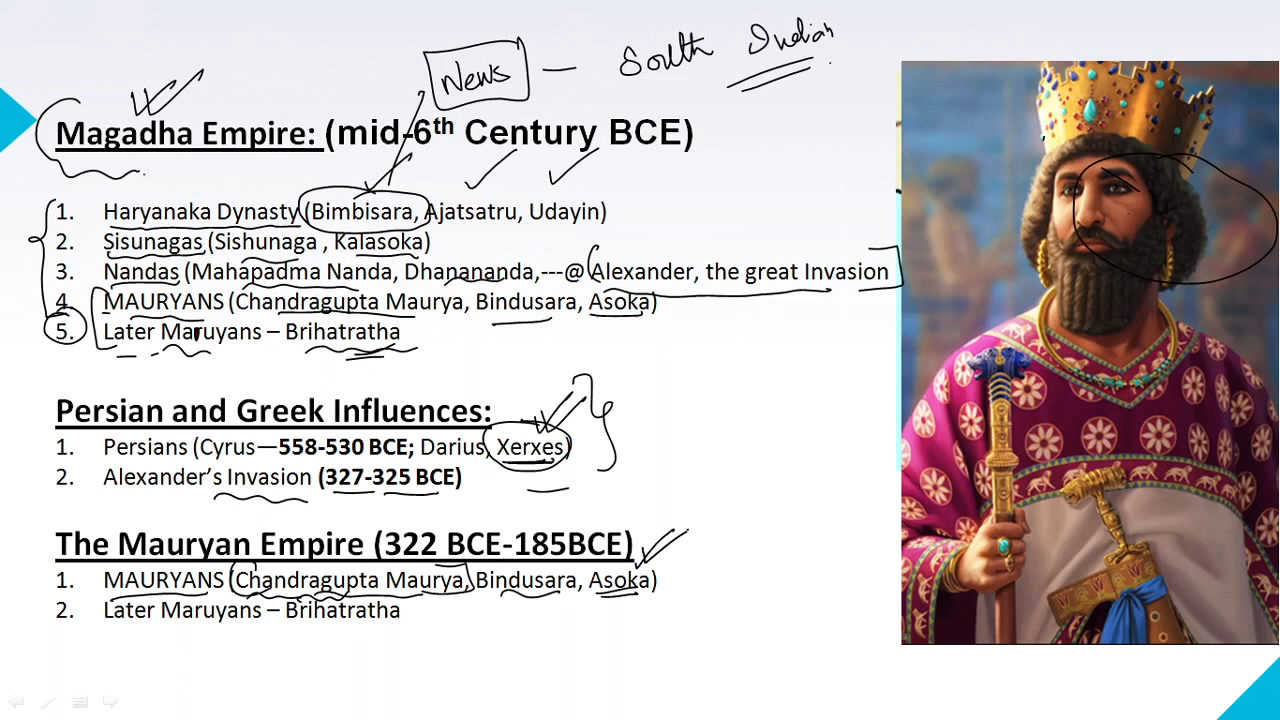 News — South Indian
Magadha Empire: (mid-6th Century BCE)
1. Haryanaka Dynasty (Bimbisara, Ajatsatru, Udayin)
2. Sisunagas (Sishunaga , Kalasoka)
3. Nandas (Mahapadma Nanda, Dhanananda,---@ Alexander, the great Invasion
4. MAURYANS (Chandragupta Maurya, Bindusara, Asoka)
5. Later Maruyans – Brihatratha
Persian and Greek Influences:
1. Persians (Cyrus—558-530 BCE; Darius, Xerxes)
2. Alexander's Invasion (327-325 BCE)
The Mauryan Empire (322 BCE-185BCE)
1. MAURYANS (Chandragupta Maurya, Bindusara, Asoka)
2. Later Maruyans – Brihatratha